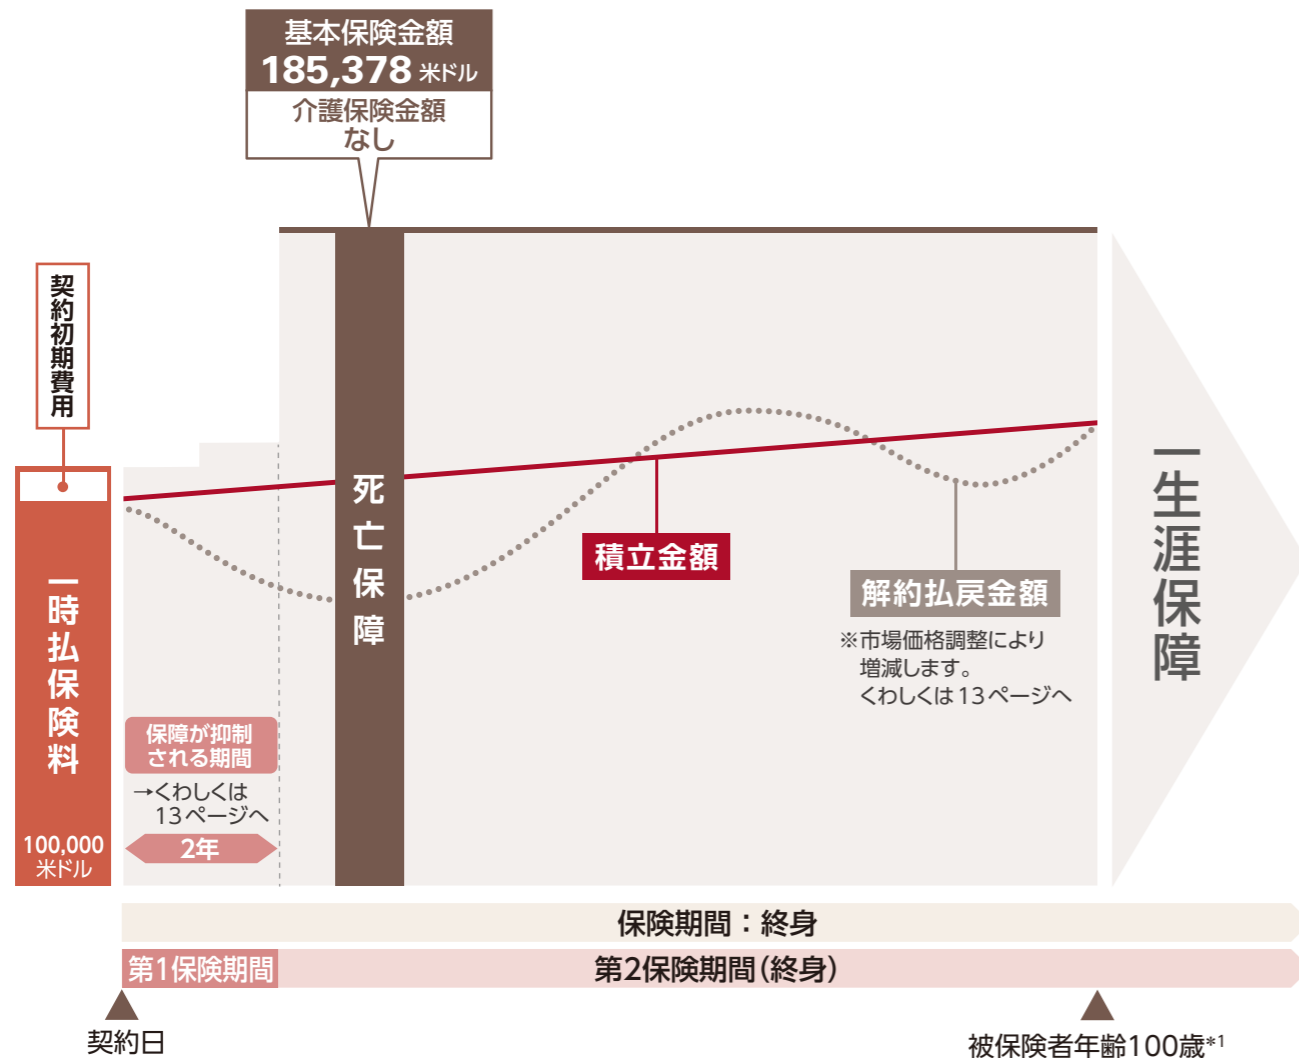 基本保険金額
185,378 米ドル
介護保険金額
なし
契約初期費用
一時払保険料
100,000
米ドル
死亡保障
積立金額
解約払戻金額
※市場価格調整により
増減します。
くわしくは13ページへ
一生涯保障
保障が抑制
される期間
→くわしくは
13ページへ
2年
保険期間：終身
第1保険期間
第2保険期間(終身)
契約日
被保険者年齢100歳*1